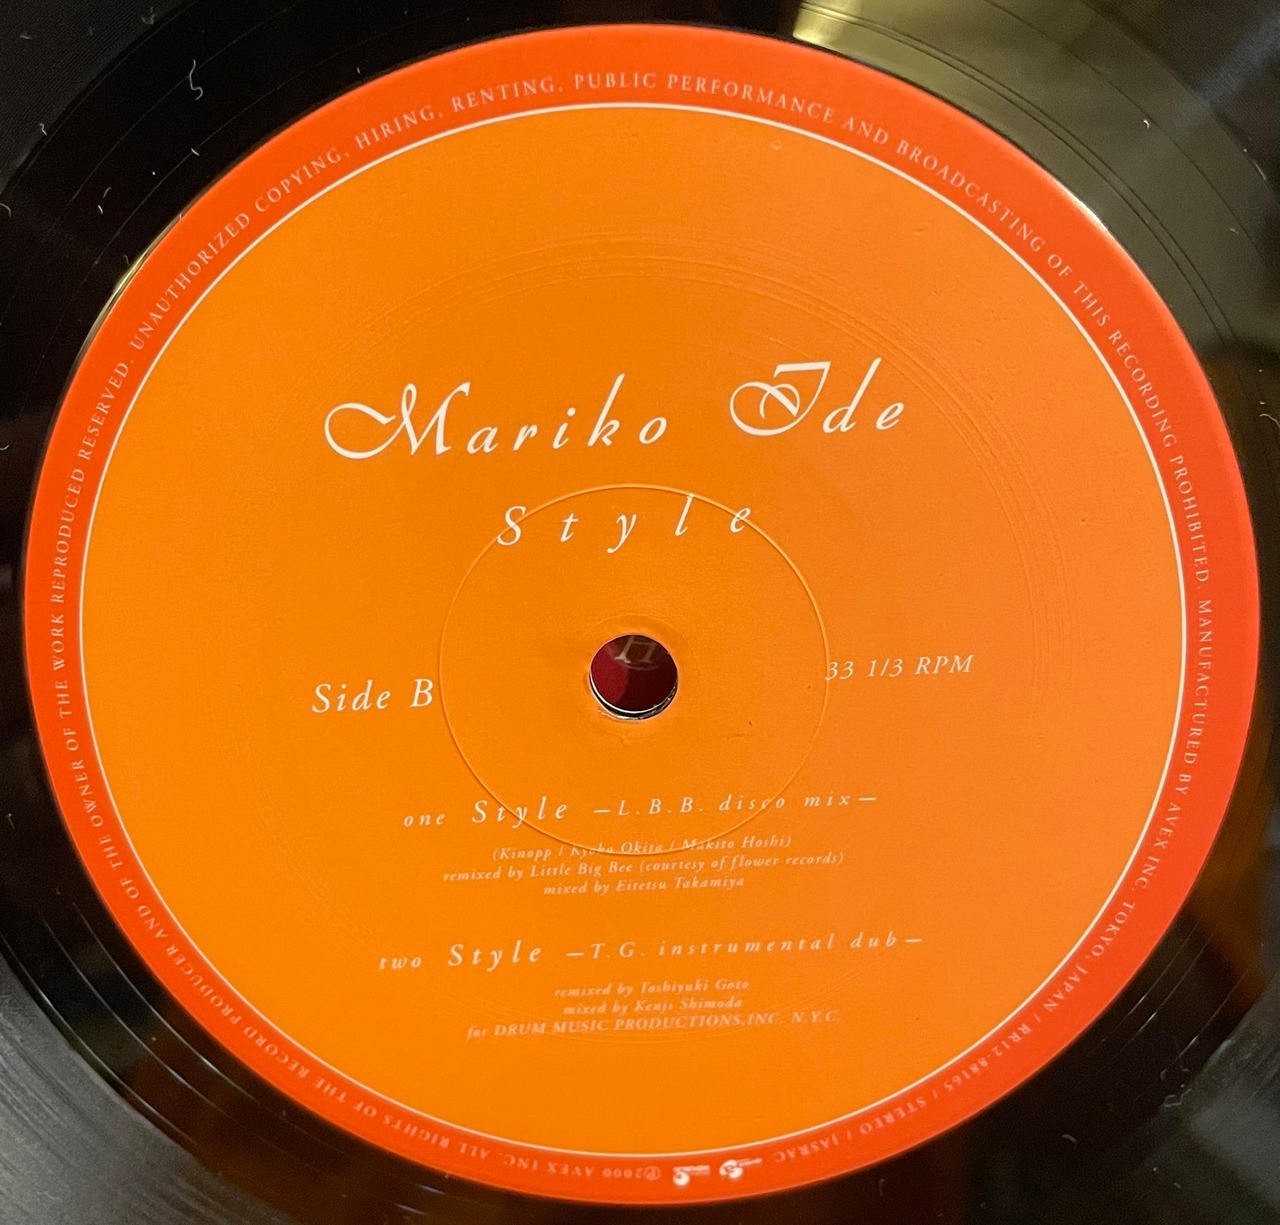 Mariko Ide
Style
Side B
33 1/3 RPM
one Style –L.B.B. disco mix–
(Kinopp / Kyoko Okita / Makito Hoshi)
remixed by Little Big Bee (courtesy of flower records)
mixed by Eitetsu Takamiya
two Style –T.G. instrumental dub–
remixed by Toshiyuki Goto
mixed by Kenji Shimoda
for DRUM MUSIC PRODUCTIONS,INC. N.Y.C.
℗2000 AVEX INC. ALL RIGHTS OF THE RECORD PRODUCER AND OF THE OWNER OF THE WORK REPRODUCED RESERVED. UNAUTHORIZED COPYING, HIRING, RENTING, PUBLIC PERFORMANCE AND BROADCASTING OF THIS RECORDING PROHIBITED. MANUFACTURED BY AVEX INC. TOKYO, JAPAN / RR12-88165 / STEREO / JASRAC
H